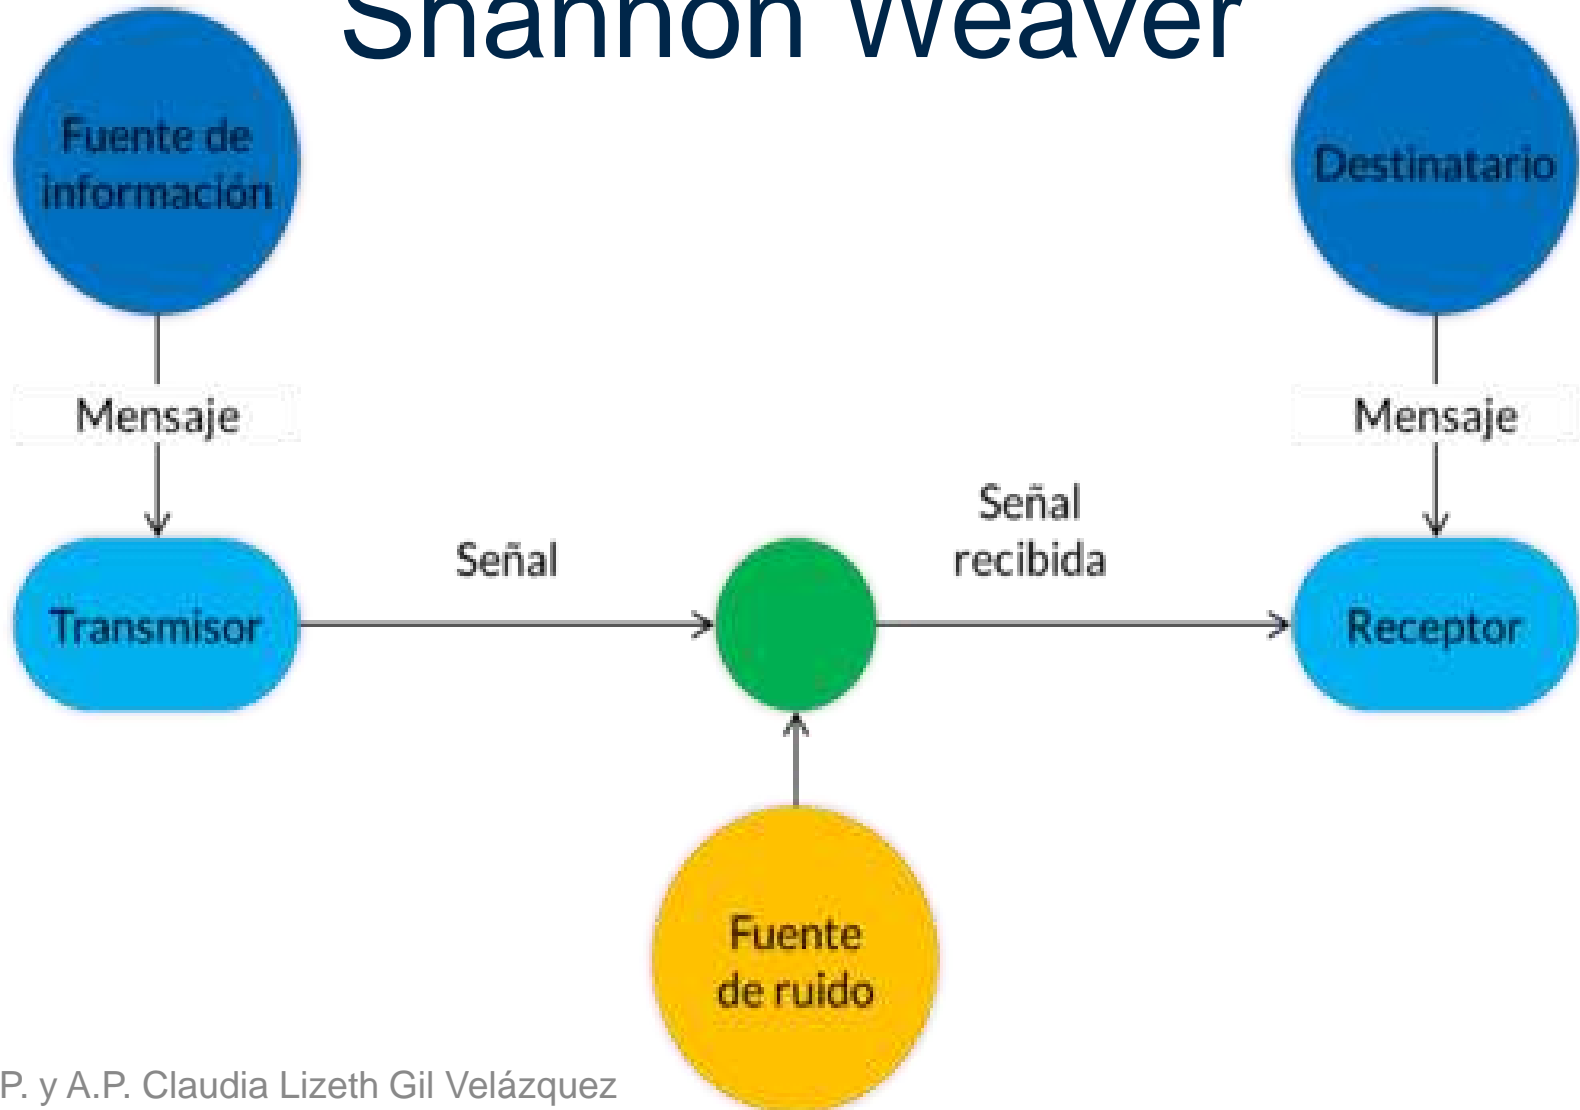 Shannon Weaver
Fuente de
información
Destinatario
Mensaje
Mensaje
Señal
Señal
recibida
Transmisor
Receptor
Fuente
de ruido
P. y A.P. Claudia Lizeth Gil Velázquez